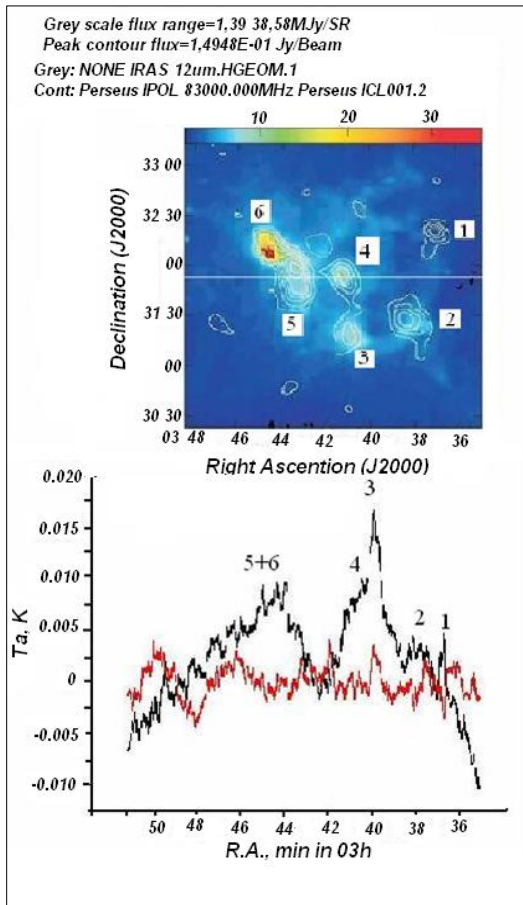 Grey scale flux range=1,39 38,58MJy/SR
Peak contour flux=1,4948E-01 Jy/Beam
Grey: NONE IRAS 12um.HGEOM.1
Cont: Perseus IPOL 83000.000MHz Perseus ICL001.2
10 20 30
33 00
32 30
00
31 30
00
30 30
Declination (J2000)
6
1
4
5
2
3
03 48 46 44 42 40 38 36
Right Ascention (J2000)
0.020
0.015
0.010
0.005
0
-0.005
-0.010
Ta, K
3
5+6
4
2
1
50 48 46 44 42 40 38 36
R.A., min in 03h